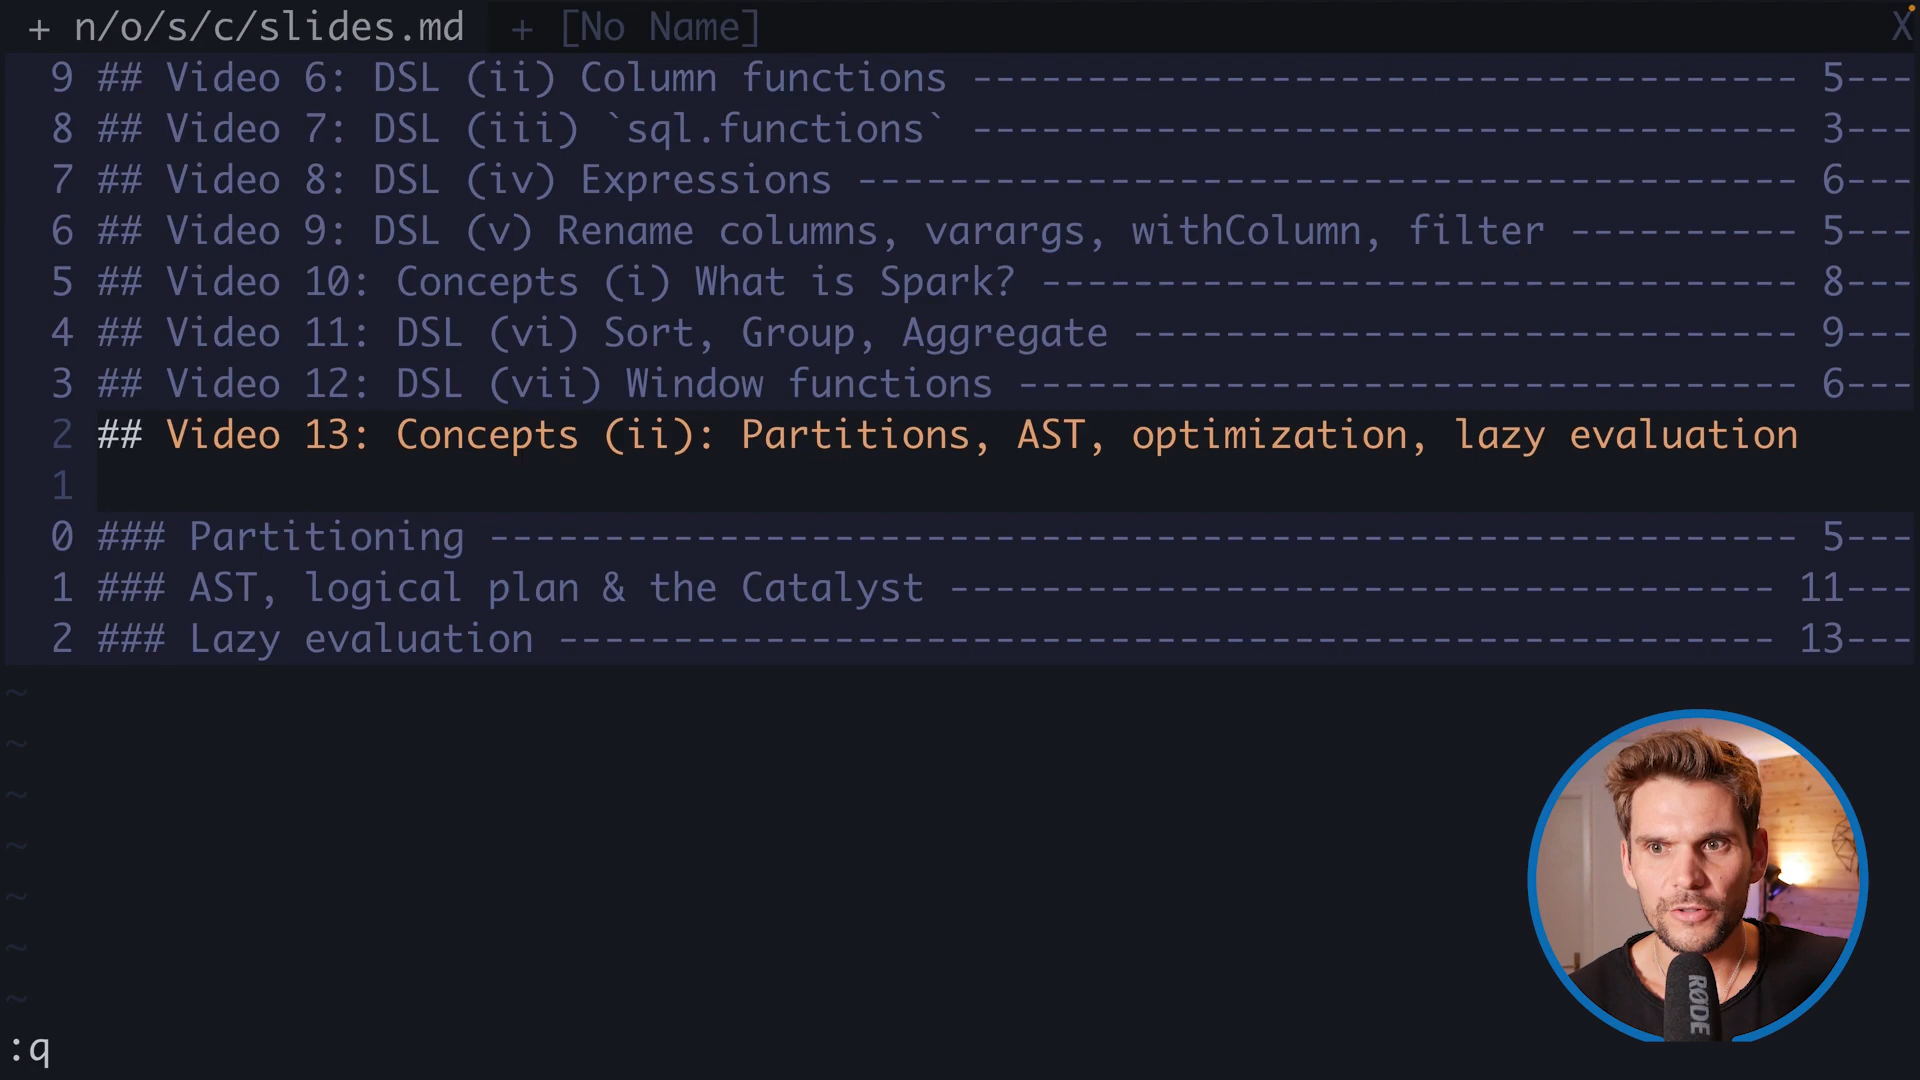 + n/o/s/c/slides.md + [No Name] X
9 ## Video 6: DSL (ii) Column functions ------------------------------------ 5---
8 ## Video 7: DSL (iii) `sql.functions` ------------------------------------ 3---
7 ## Video 8: DSL (iv) Expressions ----------------------------------------- 6---
6 ## Video 9: DSL (v) Rename columns, varargs, withColumn, filter ---------- 5---
5 ## Video 10: Concepts (i) What is Spark? --------------------------------- 8---
4 ## Video 11: DSL (vi) Sort, Group, Aggregate ----------------------------- 9---
3 ## Video 12: DSL (vii) Window functions ---------------------------------- 6---
2 ## Video 13: Concepts (ii): Partitions, AST, optimization, lazy evaluation
1
0 ### Partitioning --------------------------------------------------------- 5---
1 ### AST, logical plan & the Catalyst ------------------------------------ 11---
2 ### Lazy evaluation ----------------------------------------------------- 13---
~
~
~
~
~
~
~
:q
RØDE